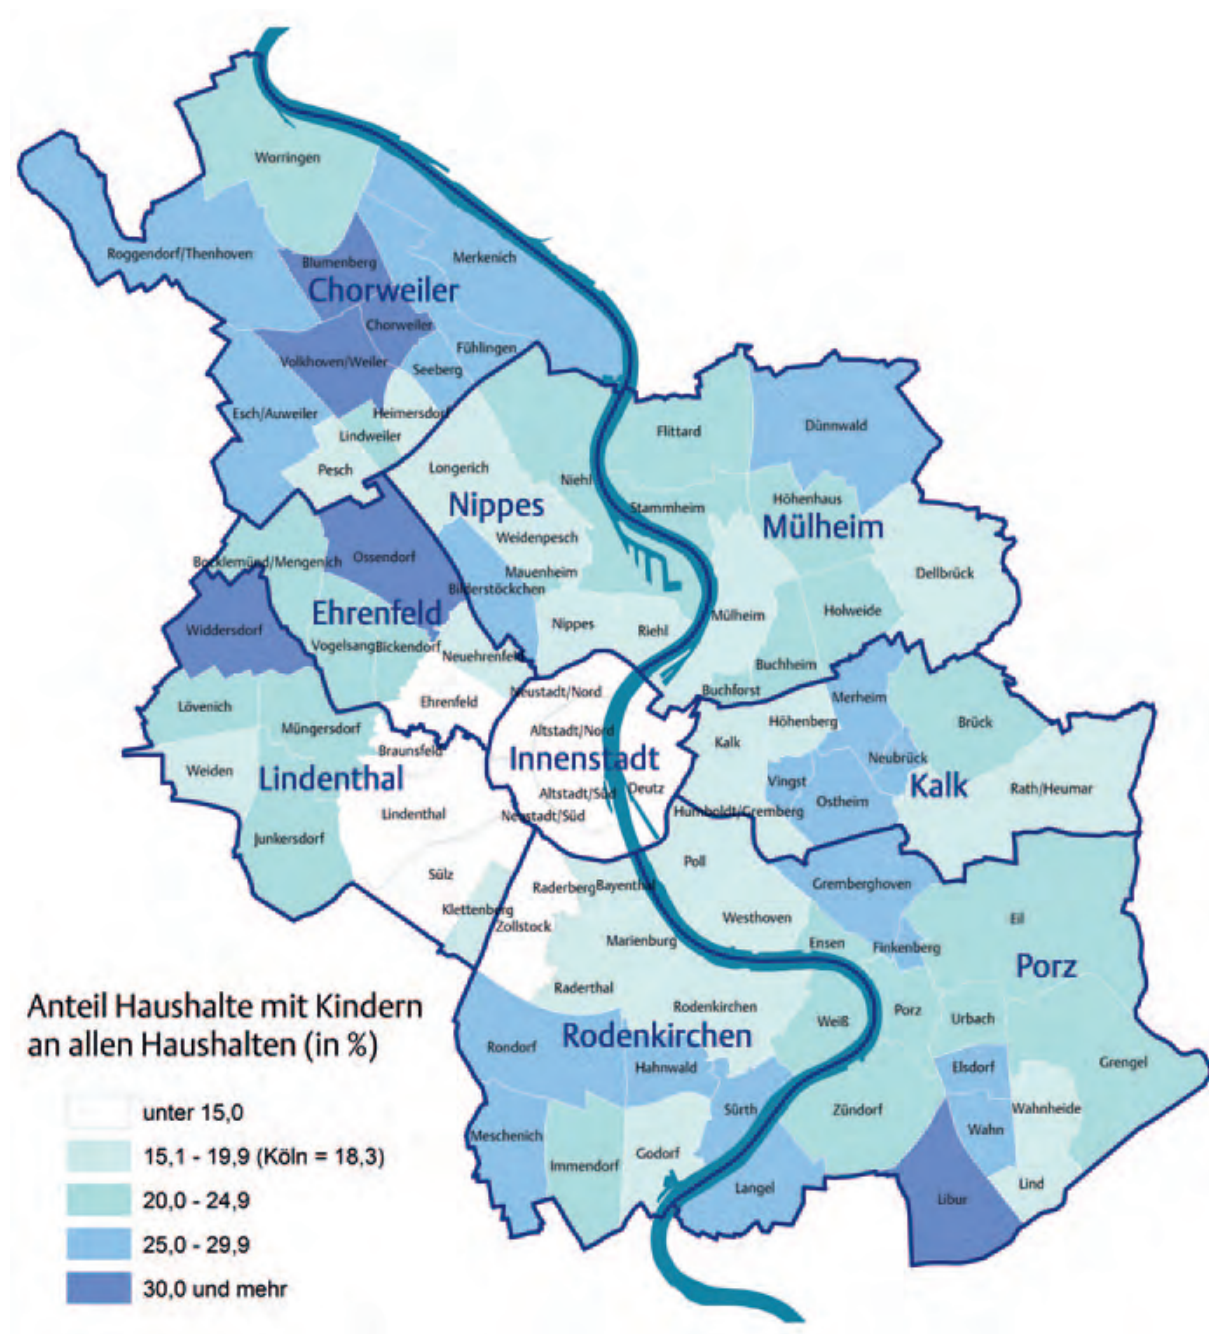 Worringen
Roggendorf/Thenhoven
Blumenberg
Merkenich
Chorweiler
Chorweiler
Fühlingen
Volkhoven/Weiler
Seeberg
Esch/Auweiler
Heimersdorf
Lindweiler
Pesch
Longerich
Niehl
Flittard
Dünnwald
Nippes
Stammheim
Höhenhaus
Mülheim
Weidenpesch
Ossendorf
Bocklemünd/Mengenich
Mauenheim
Bilderstöckchen
Dellbrück
Ehrenfeld
Widdersdorf
Nippes
Riehl
Mülheim
Holweide
Vogelsang
Bickendorf
Neuehrenfeld
Buchheim
Buchforst
Neustadt/Nord
Merheim
Ehrenfeld
Lövenich
Müngersdorf
Altstadt/Nord
Höhenberg
Brück
Kalk
Braunsfeld
Innenstadt
Neubrück
Weiden
Lindenthal
Vingst
Kalk
Rath/Heumar
Altstadt/Süd
Deutz
Ostheim
Lindenthal
Neustadt/Süd
Humboldt/Gremberg
Junkersdorf
Poll
Sülz
Raderberg
Bayenthal
Gremberghoven
Klettenberg
Zollstock
Westhoven
Eil
Marienburg
Ensen
Finkenberg
Porz
Raderthal
Rodenkirchen
Porz
Urbach
Weiß
Rodenkirchen
Rondorf
Hahnwald
Elsdorf
Grengel
Sürth
Zündorf
Wahnheide
Meschenich
Wahn
Immendorf
Godorf
Langel
Libur
Lind
Anteil Haushalte mit Kindern
an allen Haushalten (in %)
unter 15,0
15,1 - 19,9 (Köln = 18,3)
20,0 - 24,9
25,0 - 29,9
30,0 und mehr